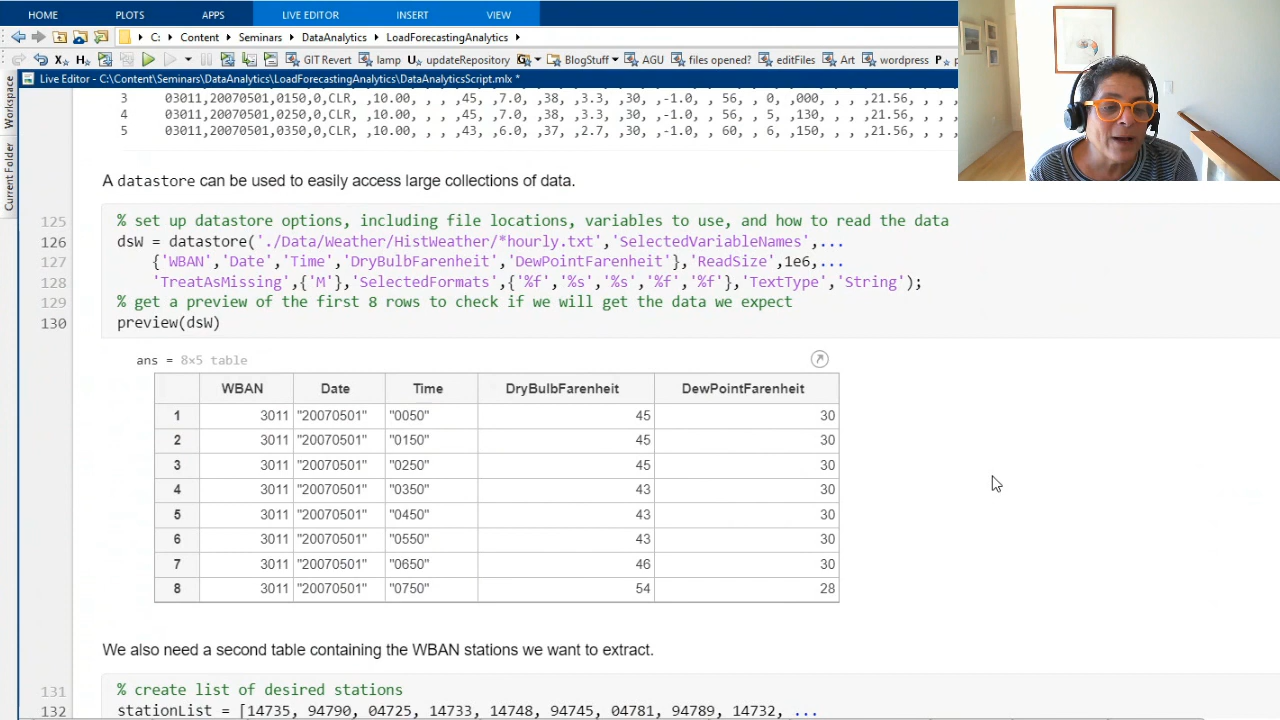 HOME PLOTS APPS LIVE EDITOR INSERT VIEW
C: Content Seminars DataAnalytics LoadForecastingAnalytics
GIT Revert lamp updateRepository BlogStuff AGU files opened? editFiles Art wordpress
Live Editor - C:\Content\Seminars\DataAnalytics\LoadForecastingAnalytics\DataAnalyticsScript.mlx *
Workspace
Current Folder
3 03011,20070501,0150,0,CLR, ,10.00, , , ,45, ,7.0, ,38, ,3.3, ,30, ,-1.0, , 56, , 0, ,000, , , ,21.56, , , ,
4 03011,20070501,0250,0,CLR, ,10.00, , , ,45, ,7.0, ,38, ,3.3, ,30, ,-1.0, , 56, , 5, ,130, , , ,21.56, , , ,
5 03011,20070501,0350,0,CLR, ,10.00, , , ,43, ,6.0, ,37, ,2.7, ,30, ,-1.0, , 60, , 6, ,150, , , ,21.56, , , ,
A datastore can be used to easily access large collections of data.
125 % set up datastore options, including file locations, variables to use, and how to read the data
126 dsW = datastore('./Data/Weather/HistWeather/*hourly.txt','SelectedVariableNames',...
127 {'WBAN','Date','Time','DryBulbFarenheit','DewPointFarenheit'},'ReadSize',1e6,...
128 'TreatAsMissing',{'M'},'SelectedFormats',{'%f','%s','%s','%f','%f'},'TextType','String');
129 % get a preview of the first 8 rows to check if we will get the data we expect
130 preview(dsW)
ans = 8×5 table
WBAN Date Time DryBulbFarenheit DewPointFarenheit
1 3011 "20070501" "0050" 45 30
2 3011 "20070501" "0150" 45 30
3 3011 "20070501" "0250" 45 30
4 3011 "20070501" "0350" 43 30
5 3011 "20070501" "0450" 43 30
6 3011 "20070501" "0550" 43 30
7 3011 "20070501" "0650" 46 30
8 3011 "20070501" "0750" 54 28
We also need a second table containing the WBAN stations we want to extract.
131 % create list of desired stations
132 stationList = [14735, 94790, 04725, 14733, 14748, 94745, 04781, 94789, 14732, ...